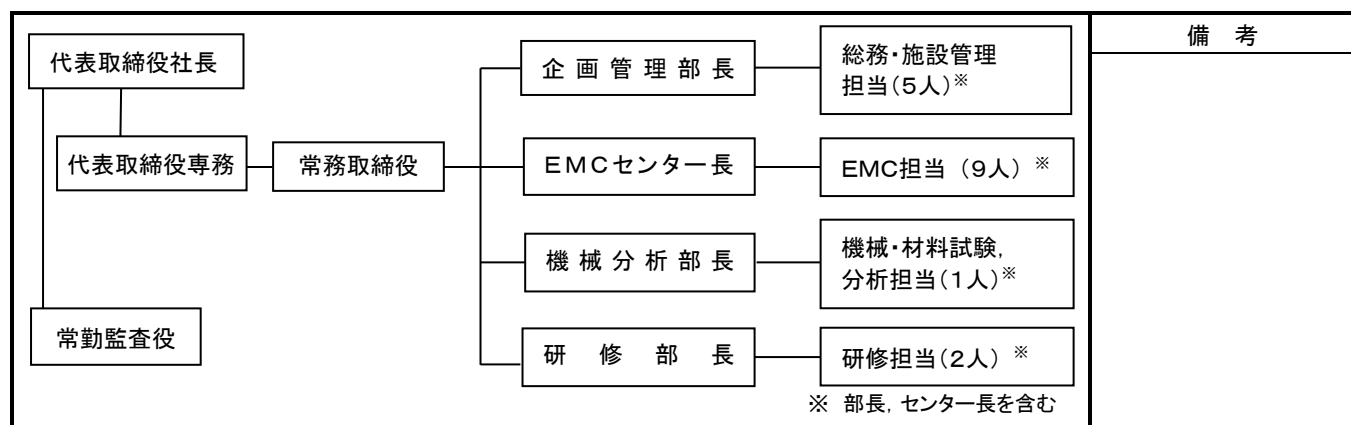 代表取締役社長
代表取締役専務
常務取締役
常勤監査役
企画管理部長
総務・施設管理
担当(5人)※
EMCセンター長
EMC担当 (9人) ※
機械分析部長
機械・材料試験,
分析担当(1人)※
研修部長
研修担当(2人) ※
※ 部長, センター長を含む
備 考